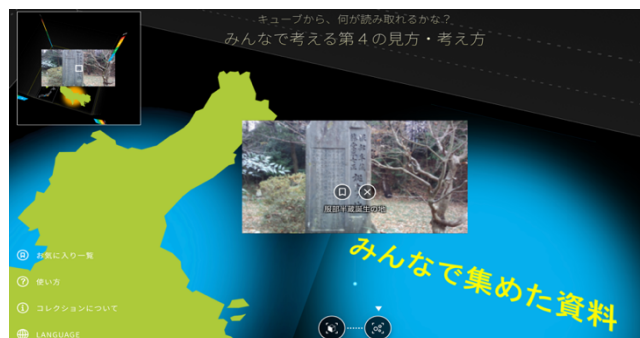 キューブから、何が読み取れるかな？
みんなで考える第４の見方・考え方
服部半蔵誕生の地
みんなで集めた資料
お気に入り一覧
使い方
コレクションについて
LANGUAGE